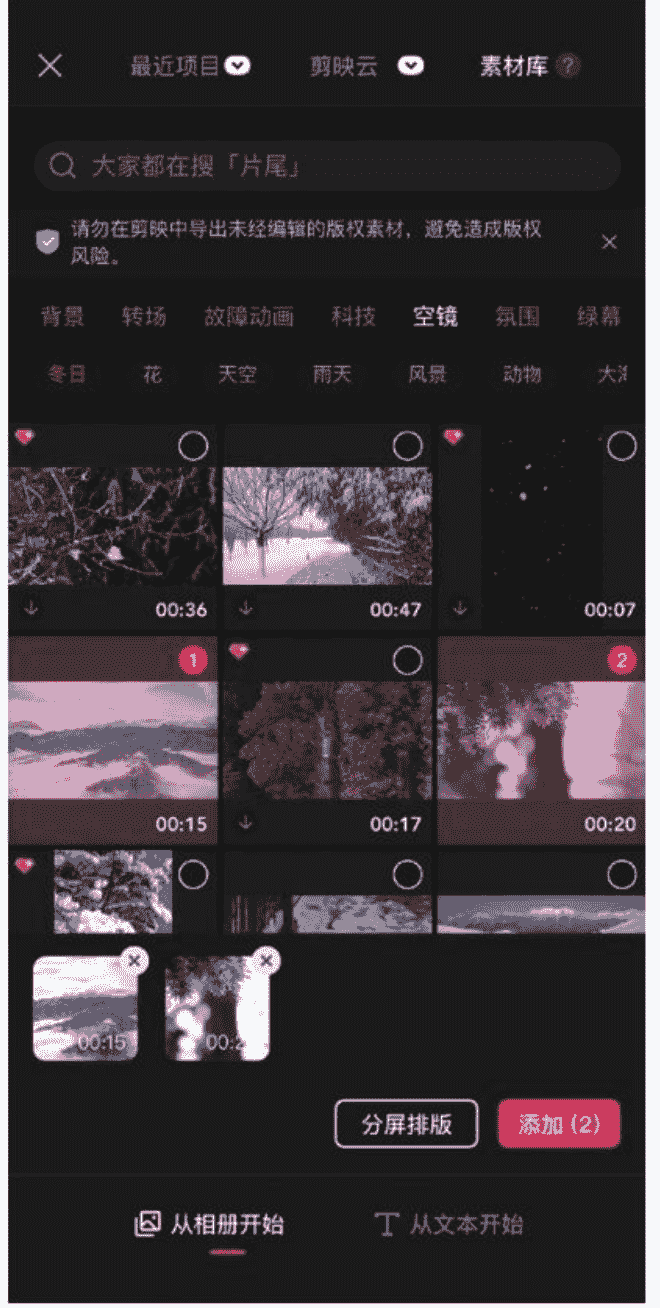 最近项目 剪映云 素材库 ?
大家都在搜「片尾」
请勿在剪映中导出未经编辑的版权素材，避免造成版权
风险。
背景 转场 故障动画 科技 空镜 氛围 绿幕
冬日 花 天空 雨天 风景 动物 大海
00:36 00:47 00:07
1 2
00:15 00:17 00:20
00:15 00:2
分屏排版 添加 (2)
从相册开始 T 从文本开始